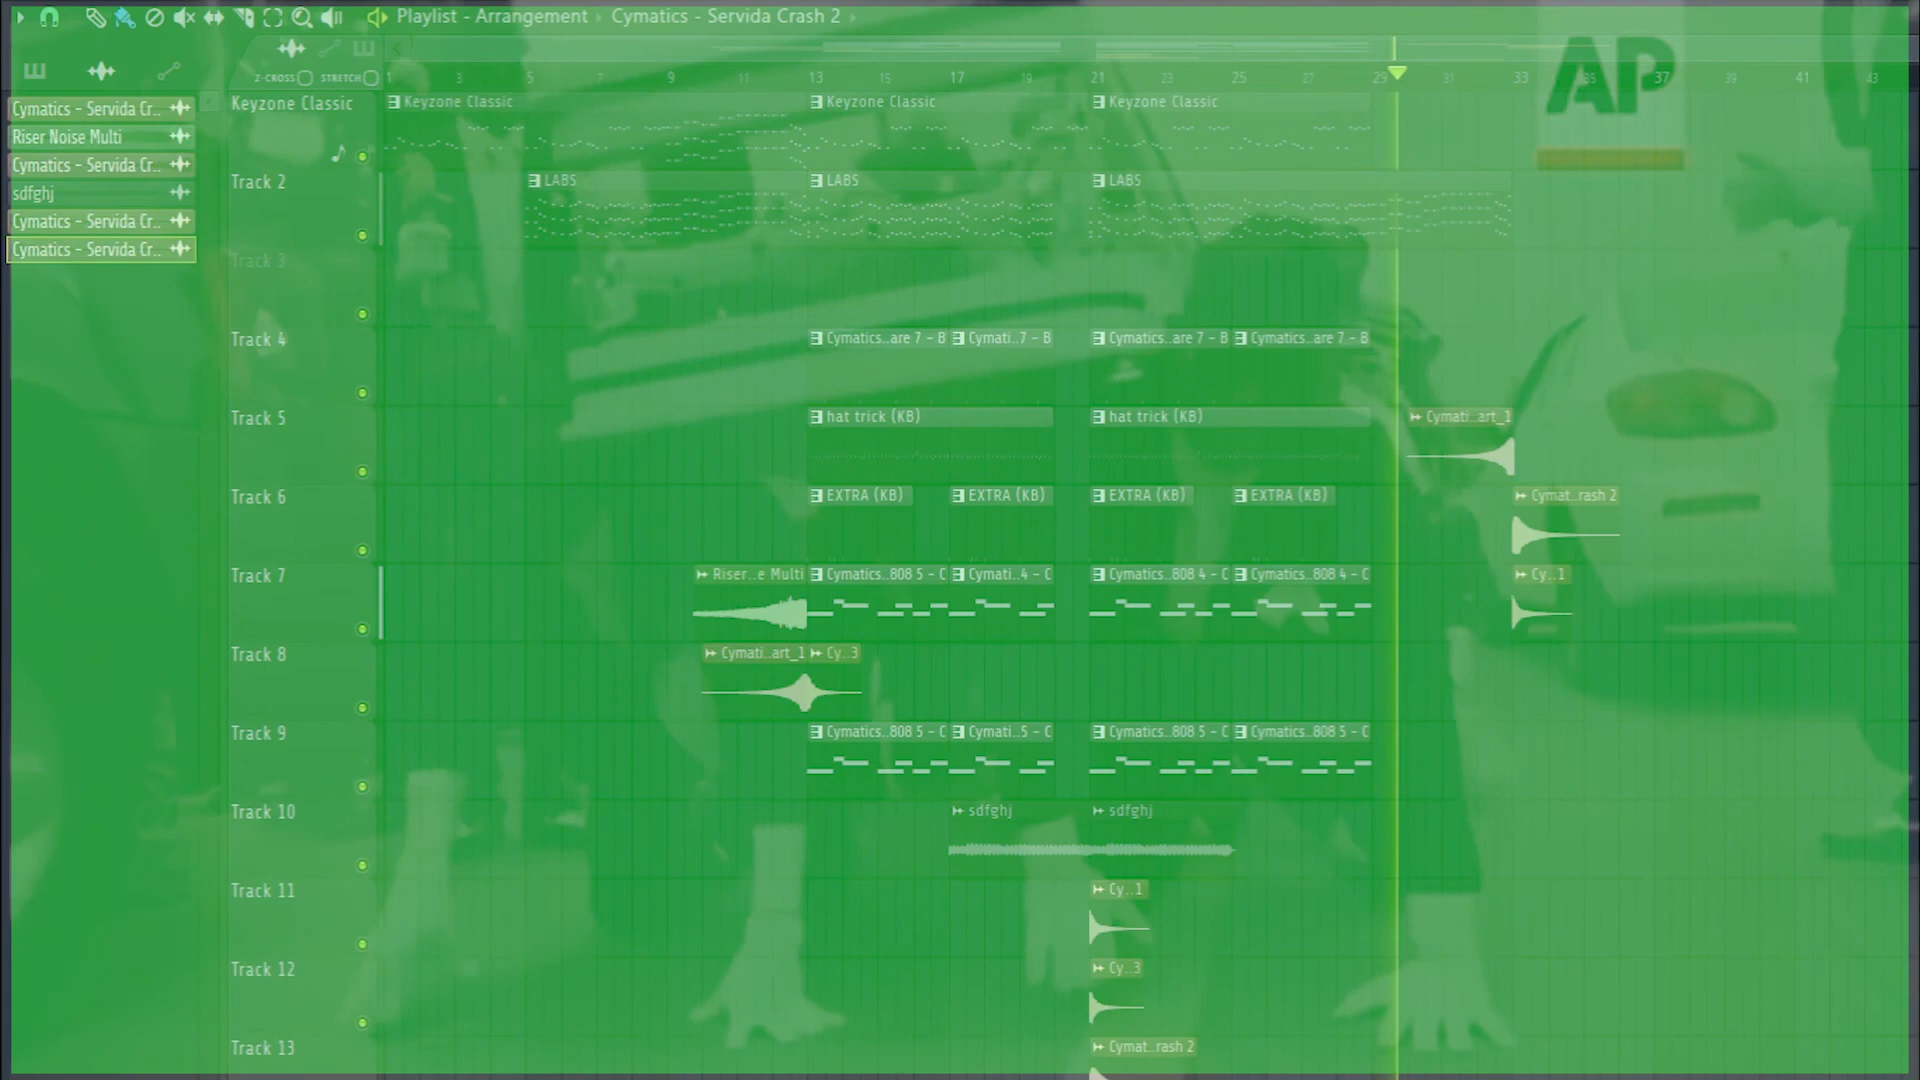 Playlist - Arrangement › Cymatics - Servida Crash 2 ›
Z-CROSS STRETCH
1 3 5 7 9 11 13 15 17 19 21 23 25 27 29 31 33 35 37 39 41 43
AP
Cymatics - Servida Cr..
Riser Noise Multi
Cymatics - Servida Cr..
sdfghj
Cymatics - Servida Cr..
Cymatics - Servida Cr..
Keyzone Classic Keyzone Classic Keyzone Classic Keyzone Classic
Track 2 LABS LABS LABS
Track 3
Track 4 Cymatics..are 7 - B Cymati..7 - B Cymatics..are 7 - B Cymatics..are 7 - B
Track 5 hat trick (KB) hat trick (KB) Cymati..art_1
Track 6 EXTRA (KB) EXTRA (KB) EXTRA (KB) EXTRA (KB) Cymat..rash 2
Track 7 Riser..e Multi Cymatics..808 5 - C Cymati..4 - C Cymatics..808 4 - C Cymatics..808 4 - C Cy..1
Track 8 Cymati..art_1 Cy..3
Track 9 Cymatics..808 5 - C Cymati..5 - C Cymatics..808 5 - C Cymatics..808 5 - C
Track 10 sdfghj sdfghj
Track 11 Cy..1
Track 12 Cy..3
Track 13 Cymat..rash 2